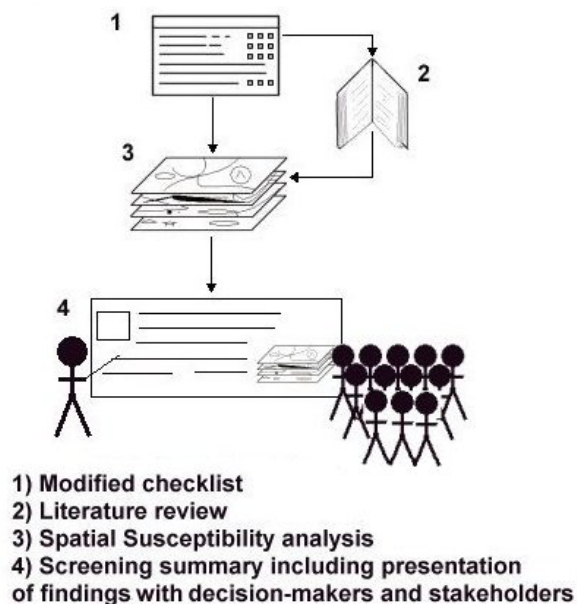 1
2
3
4
1) Modified checklist
2) Literature review
3) Spatial Susceptibility analysis
4) Screening summary including presentation
of findings with decision-makers and stakeholders